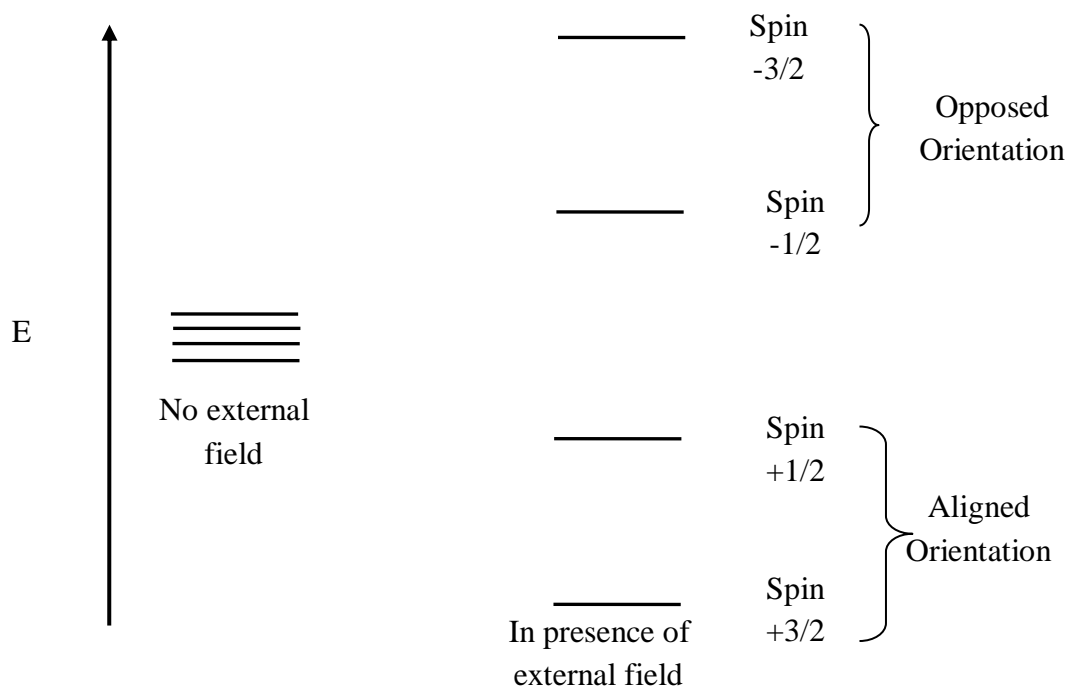 Spin
-3/2
Opposed
Orientation
Spin
-1/2
E
No external
field
Spin
+1/2
Aligned
Orientation
Spin
+3/2
In presence of
external field